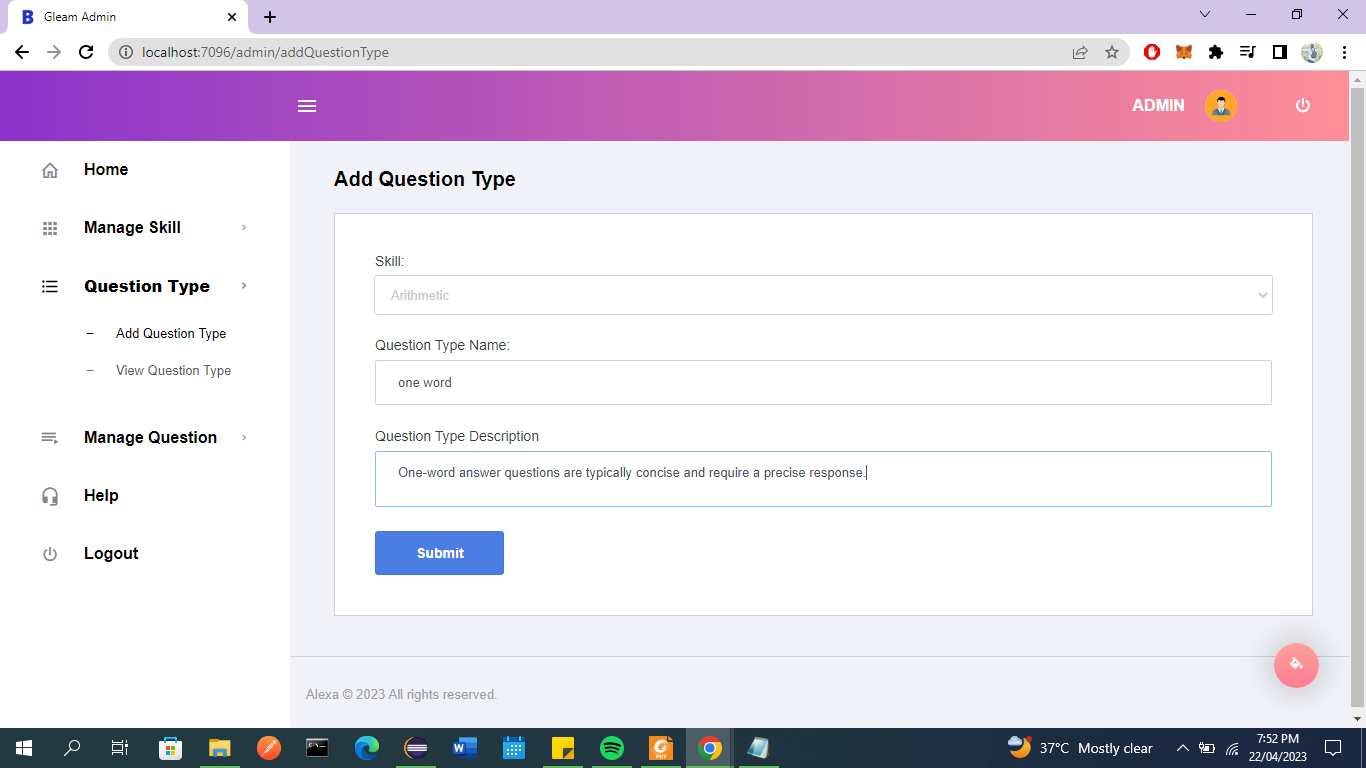 Gleam Admin
localhost:7096/admin/addQuestionType
ADMIN
Home
Manage Skill
Question Type
Add Question Type
View Question Type
Manage Question
Help
Logout
Add Question Type
Skill:
Arithmetic
Question Type Name:
one word
Question Type Description
One-word answer questions are typically concise and require a precise response.
Submit
Alexa © 2023 All rights reserved.
37°C Mostly clear
7:52 PM
22/04/2023